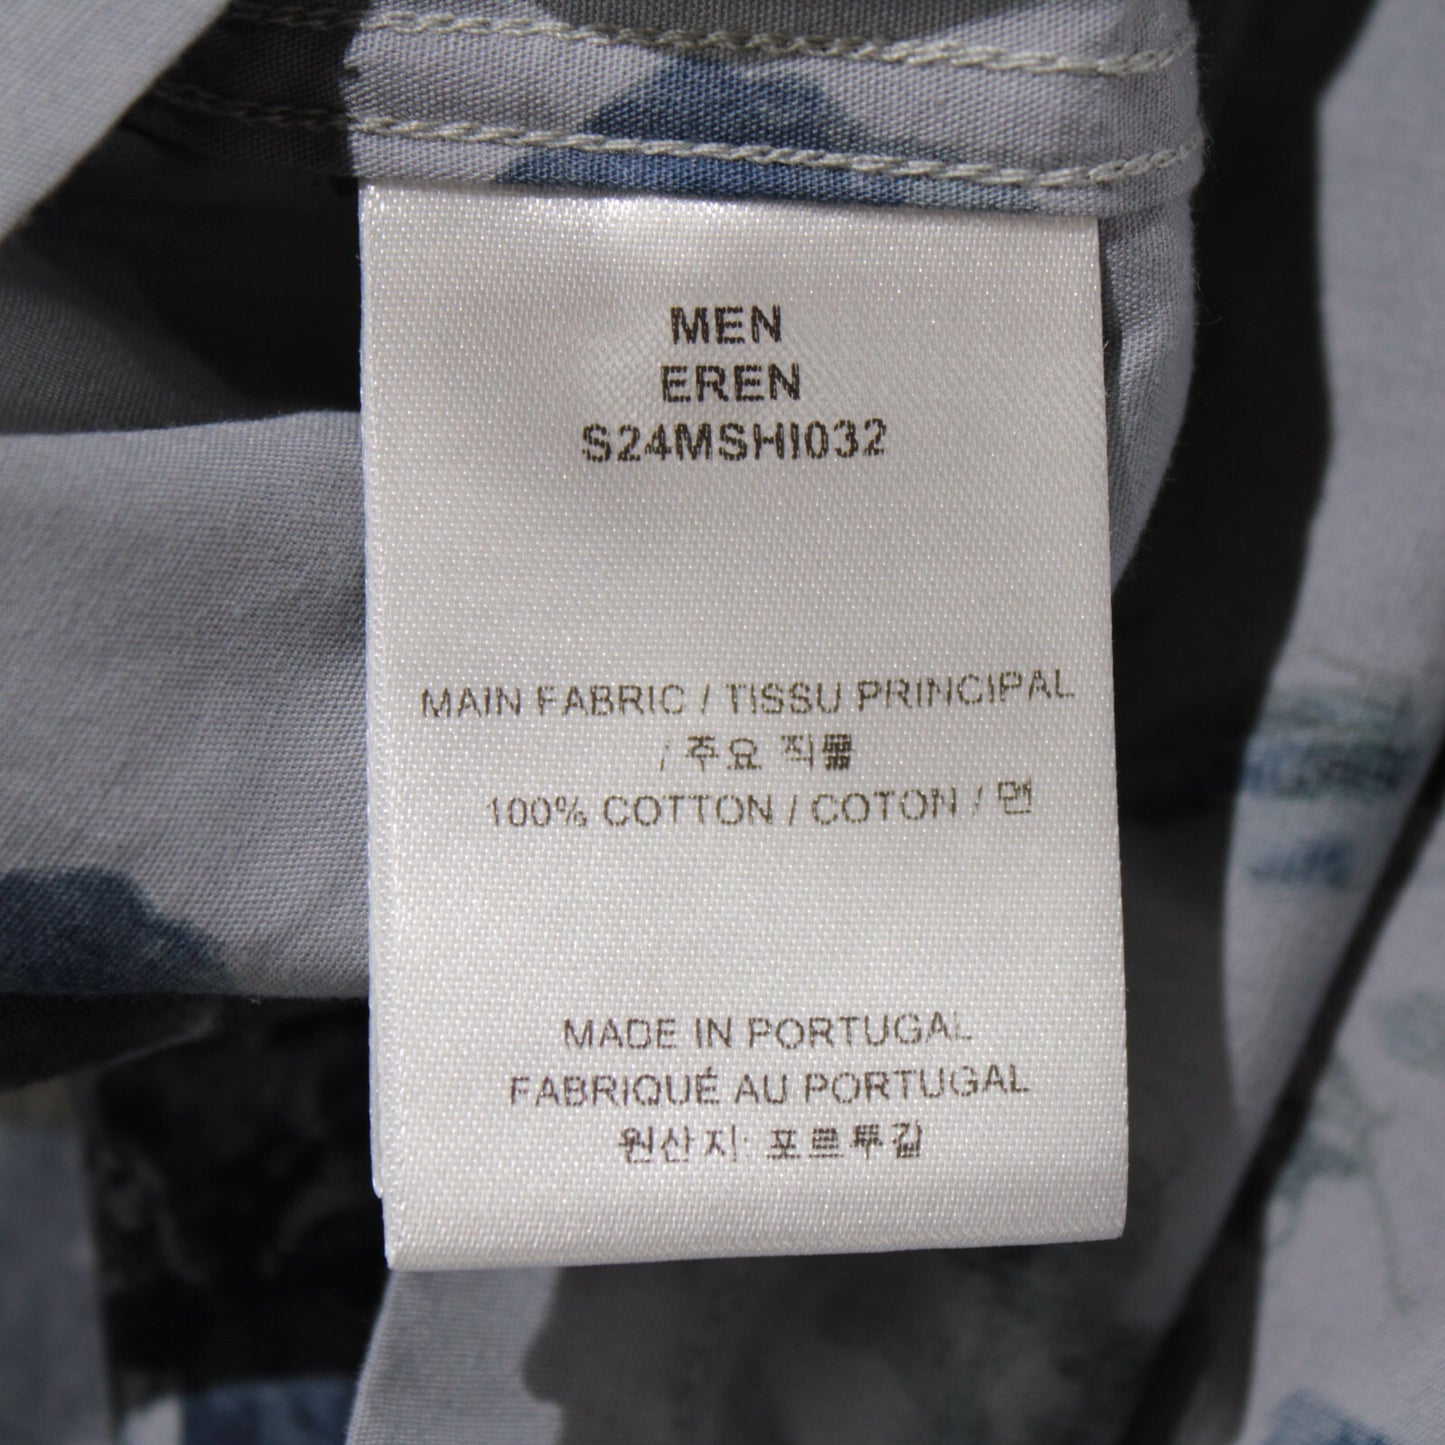 MEN
EREN
S24MSHI032
MAIN FABRIC / TISSU PRINCIPAL
/ 주요 직물
100% COTTON / COTON / 면
MADE IN PORTUGAL
FABRIQUÉ AU PORTUGAL
원산지: 포르투갈